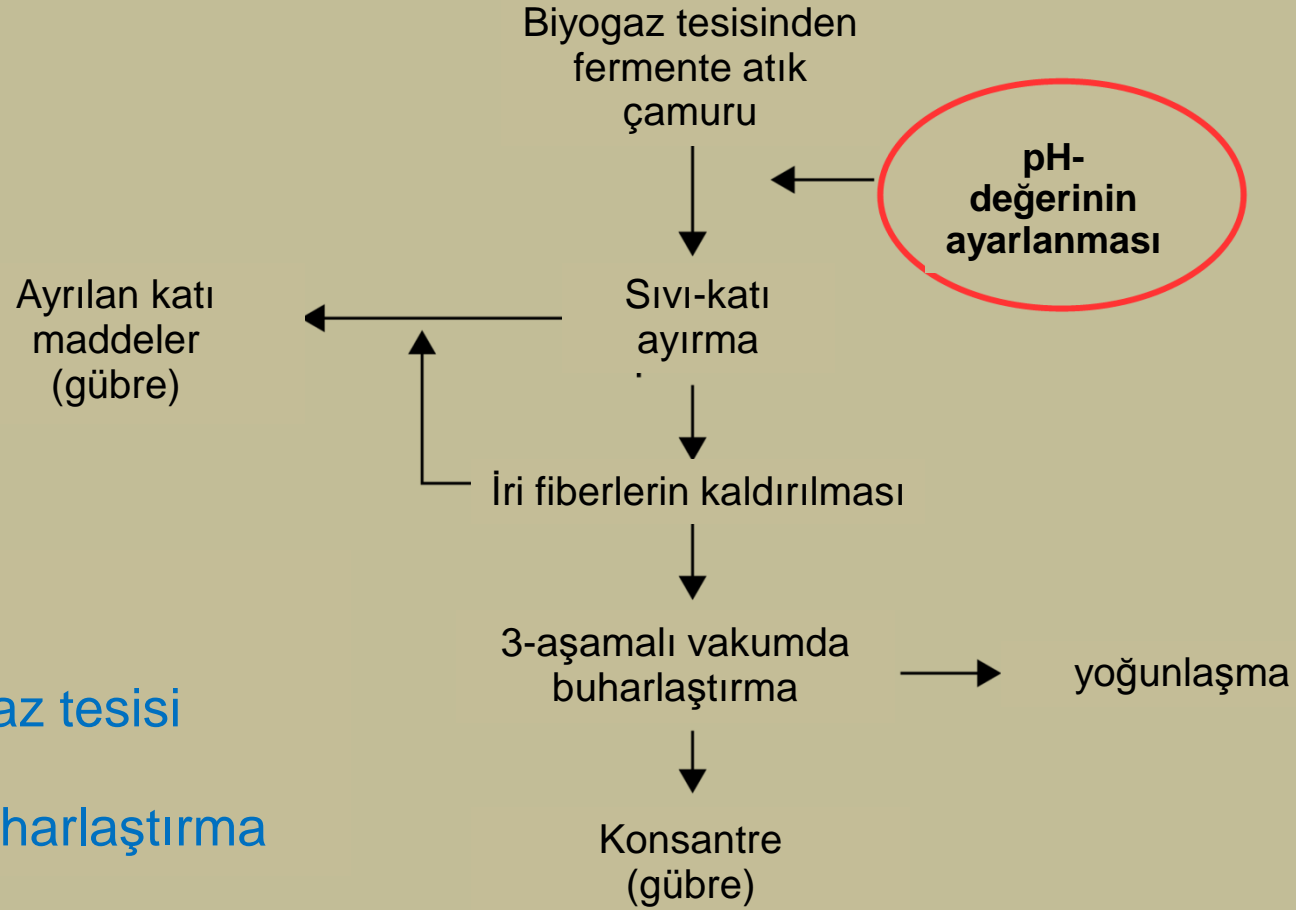 Biyogaz tesisinden
fermente atık
çamuru
pH-
değerinin
ayarlanması
Ayrılan katı
maddeler
(gübre)
Sıvı-katı
ayırma
İri fiberlerin kaldırılması
3-aşamalı vakumda
buharlaştırma
yoğunlaşma
az tesisi
harlaştırma
Konsantre
(gübre)